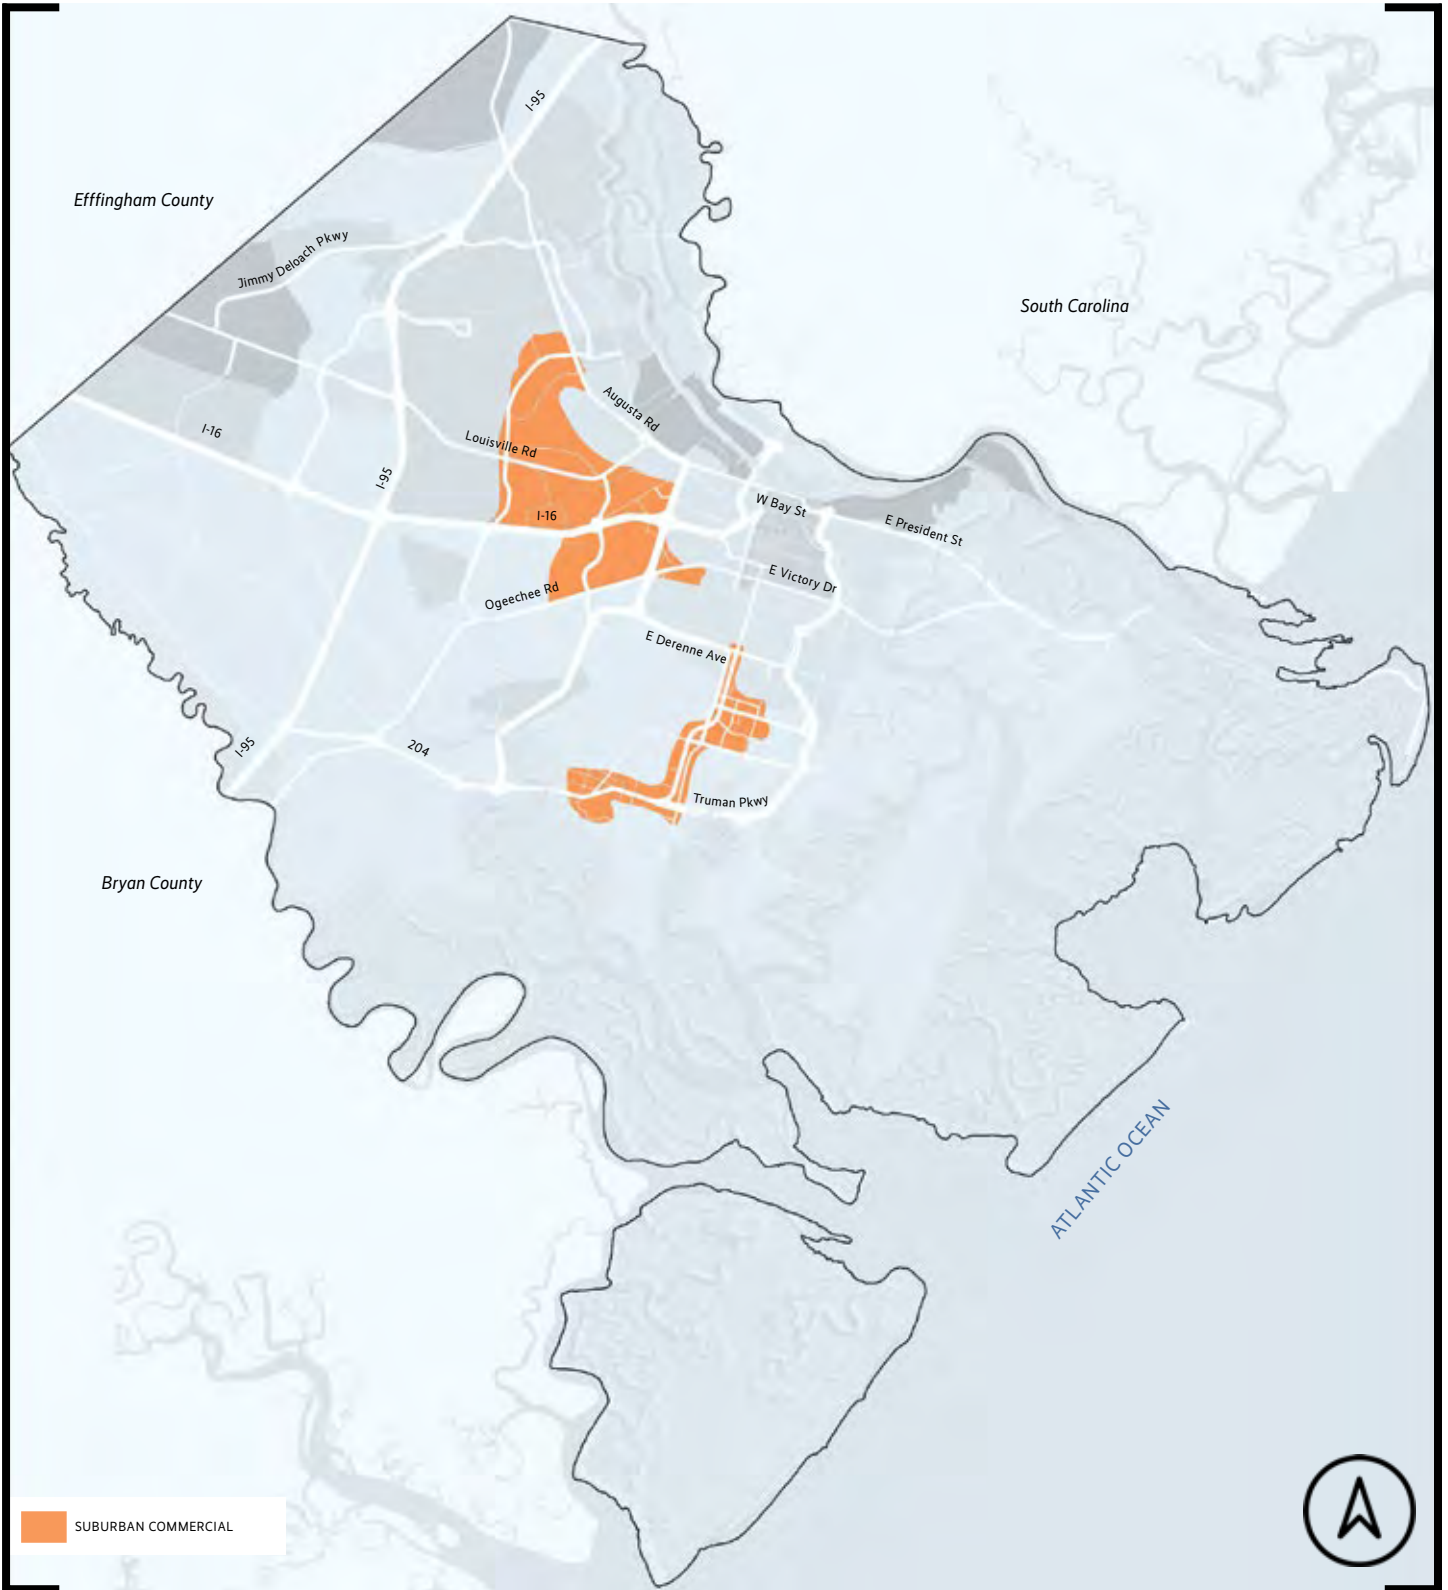 I-95
Efffingham County
Jimmy Deloach Pkwy
South Carolina
Augusta Rd
I-16
Louisville Rd
I-95
W Bay St
I-16
E President St
E Victory Dr
Ogeechee Rd
E Derenne Ave
I-95
204
Truman Pkwy
Bryan County
ATLANTIC OCEAN
SUBURBAN COMMERCIAL